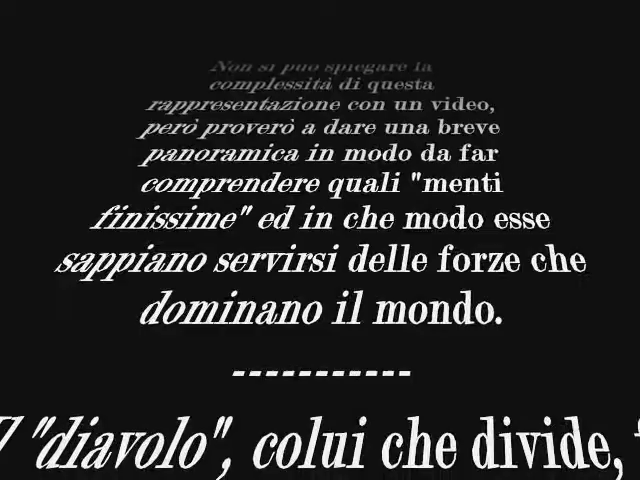 Non si può spiegare la
complessità di questa
rappresentazione con un video,
però proverò a dare una breve
panoramica in modo da far
comprendere quali "menti
finissime" ed in che modo esse
sappiano servirsi delle forze che
dominano il mondo.
-----------
"diavolo", colui che divide,